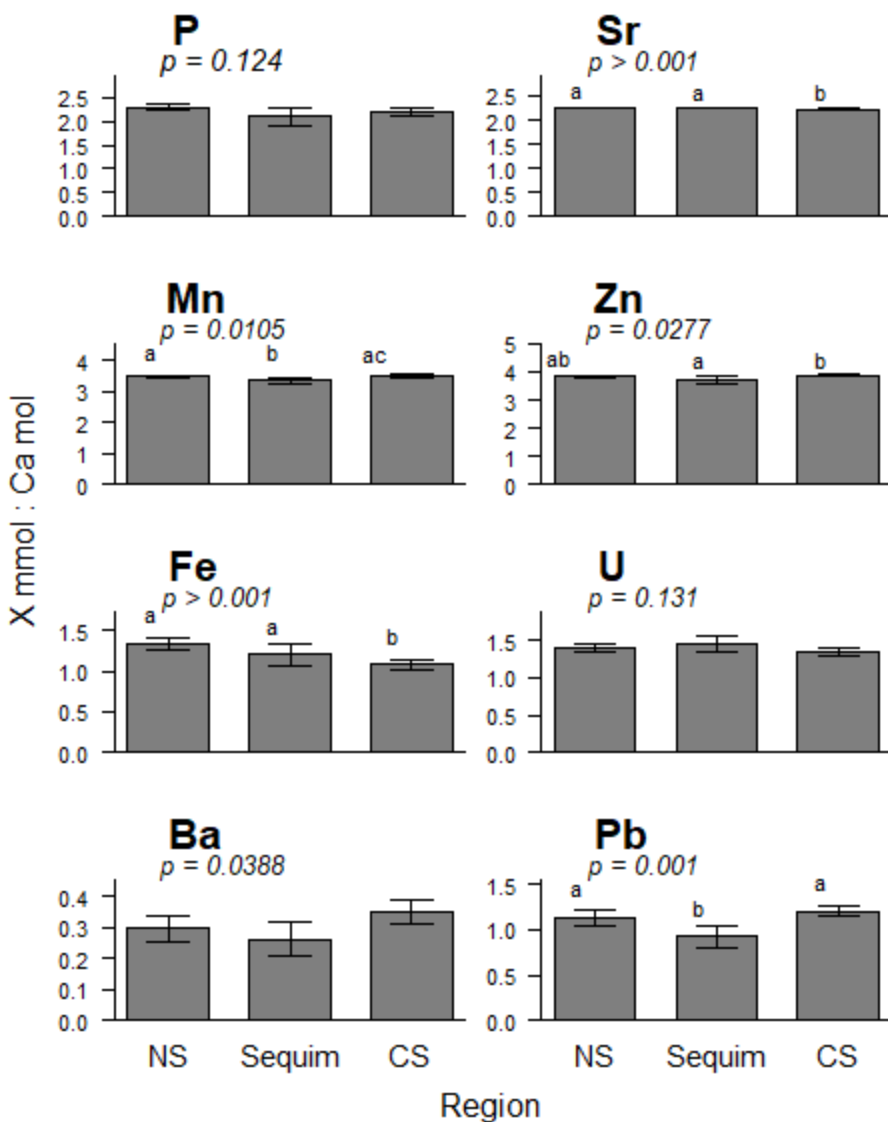 P
p = 0.124
2.5
2.0
1.5
1.0
0.5
0.0
Sr
p > 0.001
a a b
2.5
2.0
1.5
1.0
0.5
0.0
Mn
p = 0.0105
a b ac
4
3
2
1
0
Zn
p = 0.0277
ab a b
5
4
3
2
1
0
X mmol : Ca mol
Fe
p > 0.001
a a b
1.5
1.0
0.5
0.0
U
p = 0.131
1.5
1.0
0.5
0.0
Ba
p = 0.0388
0.4
0.3
0.2
0.1
0.0
NS Sequim CS
Pb
p = 0.001
a b a
1.5
1.0
0.5
0.0
NS Sequim CS
Region